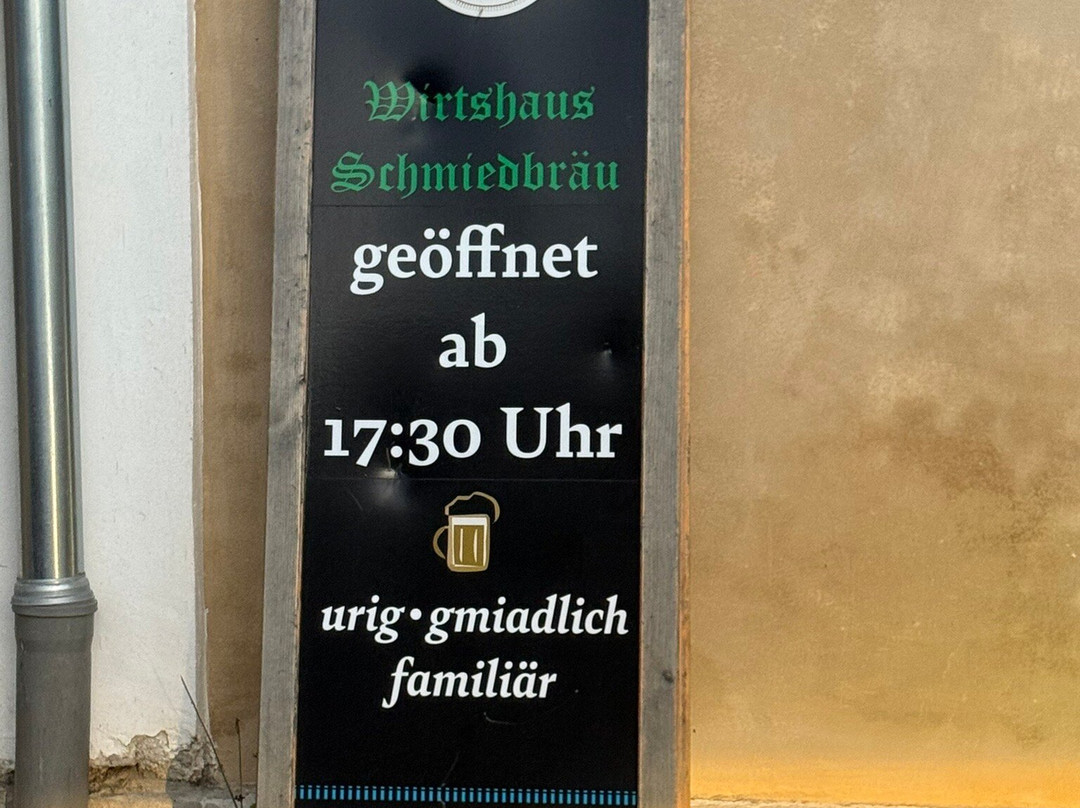 Wirtshaus
Schmiedbräu
geöffnet
ab
17:30 Uhr
urig•gmiadlich
familiär